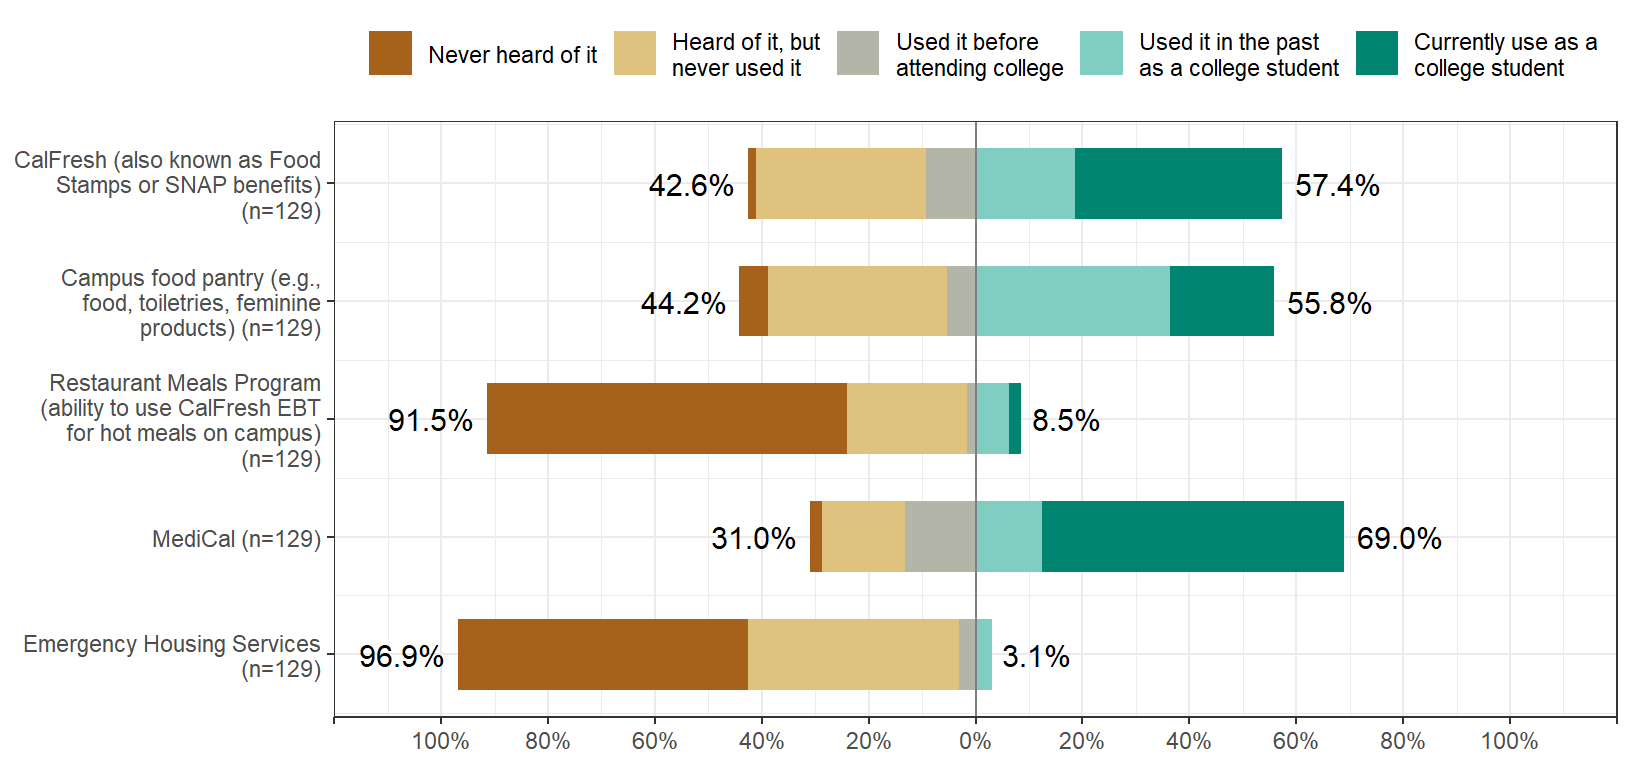 Never heard of it
Heard of it, but
never used it
Used it before
attending college
Used it in the past
as a college student
Currently use as a
college student
CalFresh (also known as Food
Stamps or SNAP benefits)
(n=129)
42.6%
57.4%
Campus food pantry (e.g.,
food, toiletries, feminine
products) (n=129)
44.2%
55.8%
Restaurant Meals Program
(ability to use CalFresh EBT
for hot meals on campus)
(n=129)
91.5%
8.5%
MediCal (n=129)
31.0%
69.0%
Emergency Housing Services
(n=129)
96.9%
3.1%
100% 80% 60% 40% 20% 0% 20% 40% 60% 80% 100%